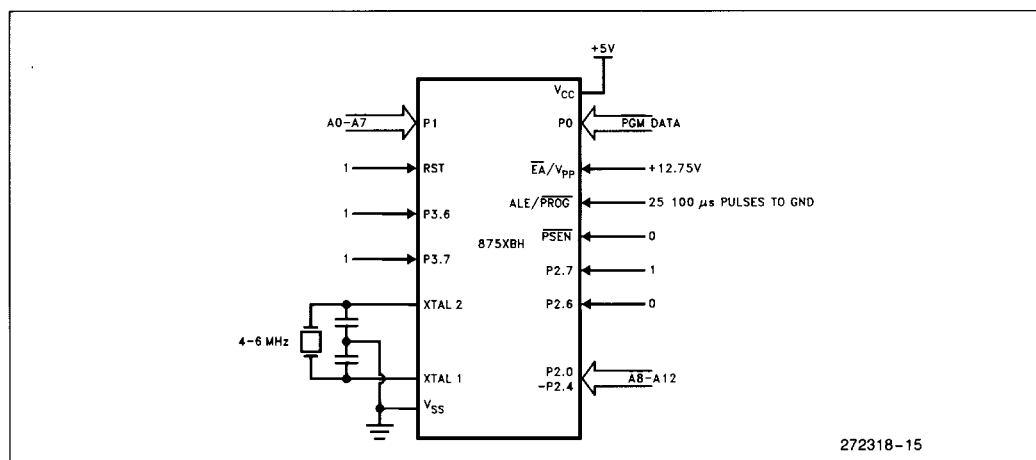 +5V
VCC
A0–A7
P1
P0
PGM DATA
1
RST
EA/VPP
+12.75V
ALE/PROG
25 100 µs PULSES TO GND
1
P3.6
PSEN
0
875XBH
1
P3.7
P2.7
1
XTAL 2
P2.6
0
4–6 MHz
XTAL 1
P2.0
–P2.4
A8–A12
VSS
272318–15